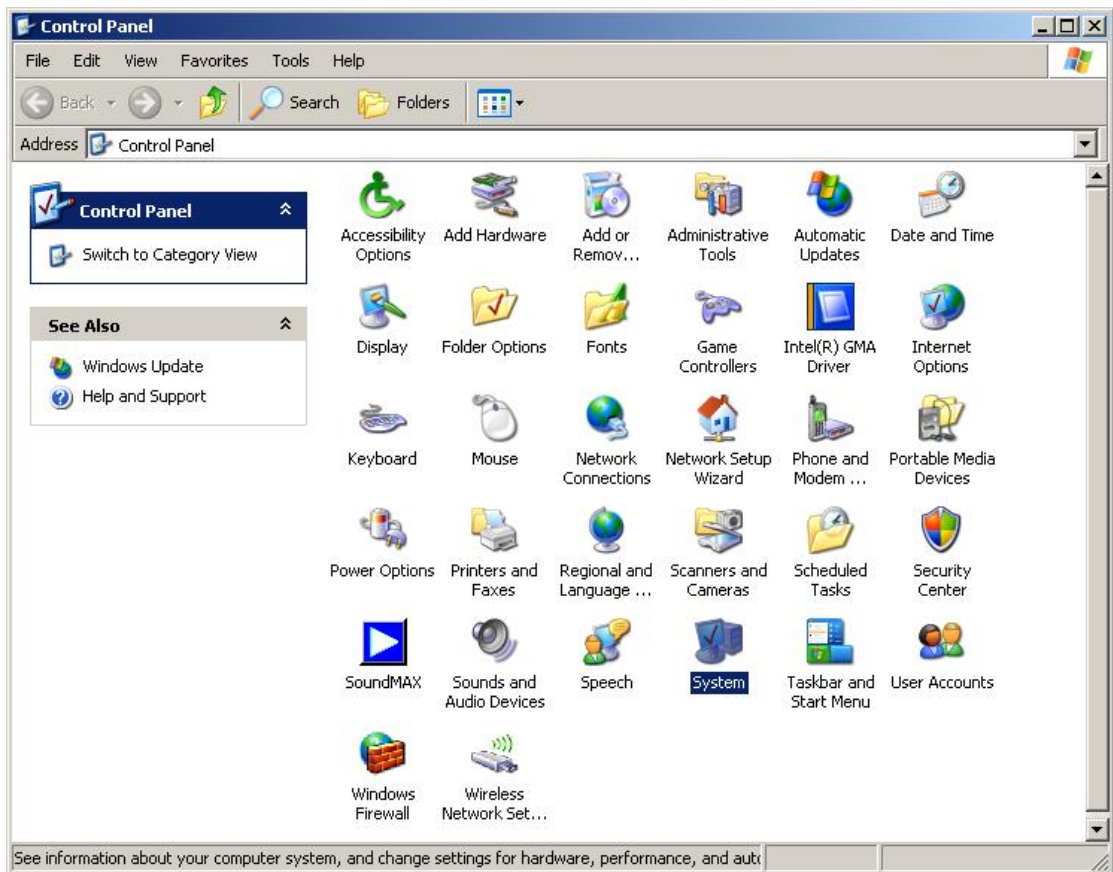 Control Panel
File Edit View Favorites Tools Help
Back Search Folders
Address Control Panel
Control Panel
Switch to Category View
See Also
Windows Update
Help and Support
Accessibility
Options
Add Hardware
Add or
Remov...
Administrative
Tools
Automatic
Updates
Date and Time
Display
Folder Options
Fonts
Game
Controllers
Intel(R) GMA
Driver
Internet
Options
Keyboard
Mouse
Network
Connections
Network Setup
Wizard
Phone and
Modem ...
Portable Media
Devices
Power Options
Printers and
Faxes
Regional and
Language ...
Scanners and
Cameras
Scheduled
Tasks
Security
Center
SoundMAX
Sounds and
Audio Devices
Speech
System
Taskbar and
Start Menu
User Accounts
Windows
Firewall
Wireless
Network Set...
See information about your computer system, and change settings for hardware, performance, and auto